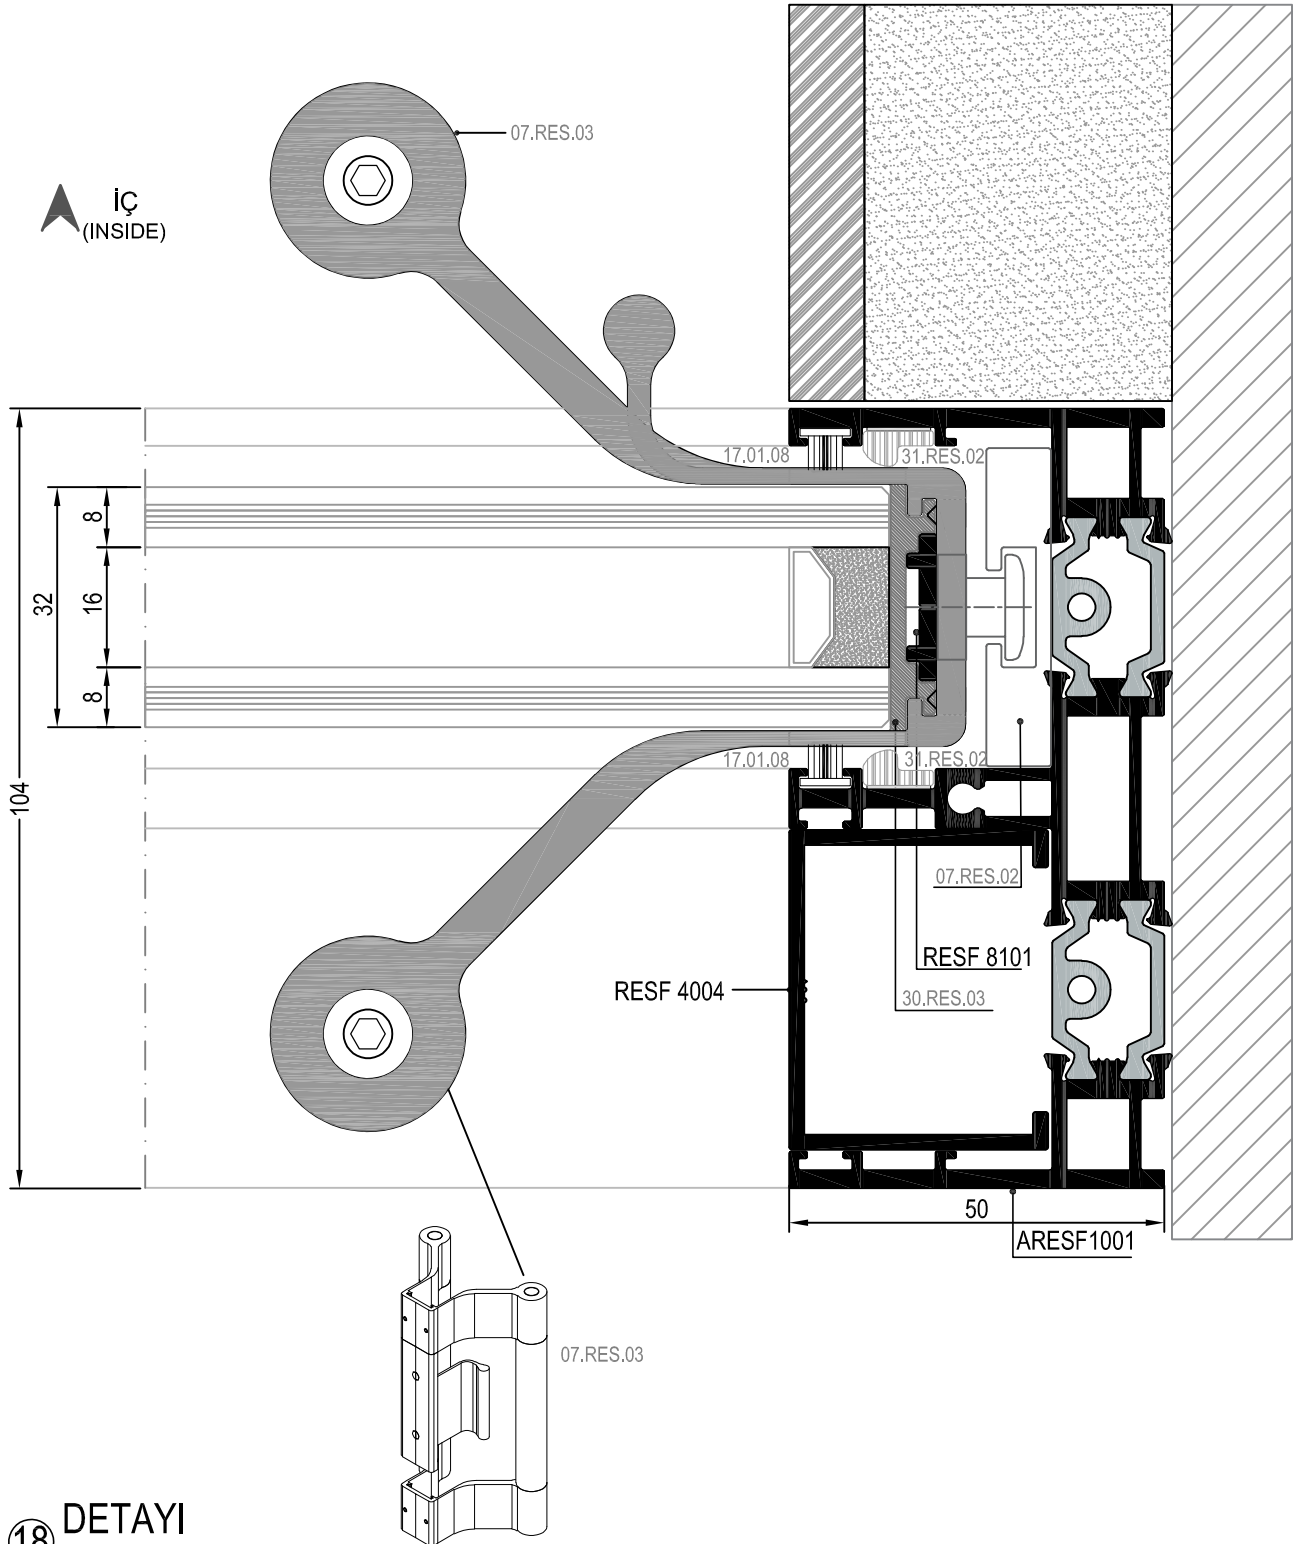 07.RES.03
İÇ
(INSIDE)
17.01.08
31.RES.02
8
32
16
8
104
17.01.08
31.RES.02
07.RES.02
RESF 8101
RESF 4004
30.RES.03
50
ARESF1001
07.RES.03
18 DETAYI